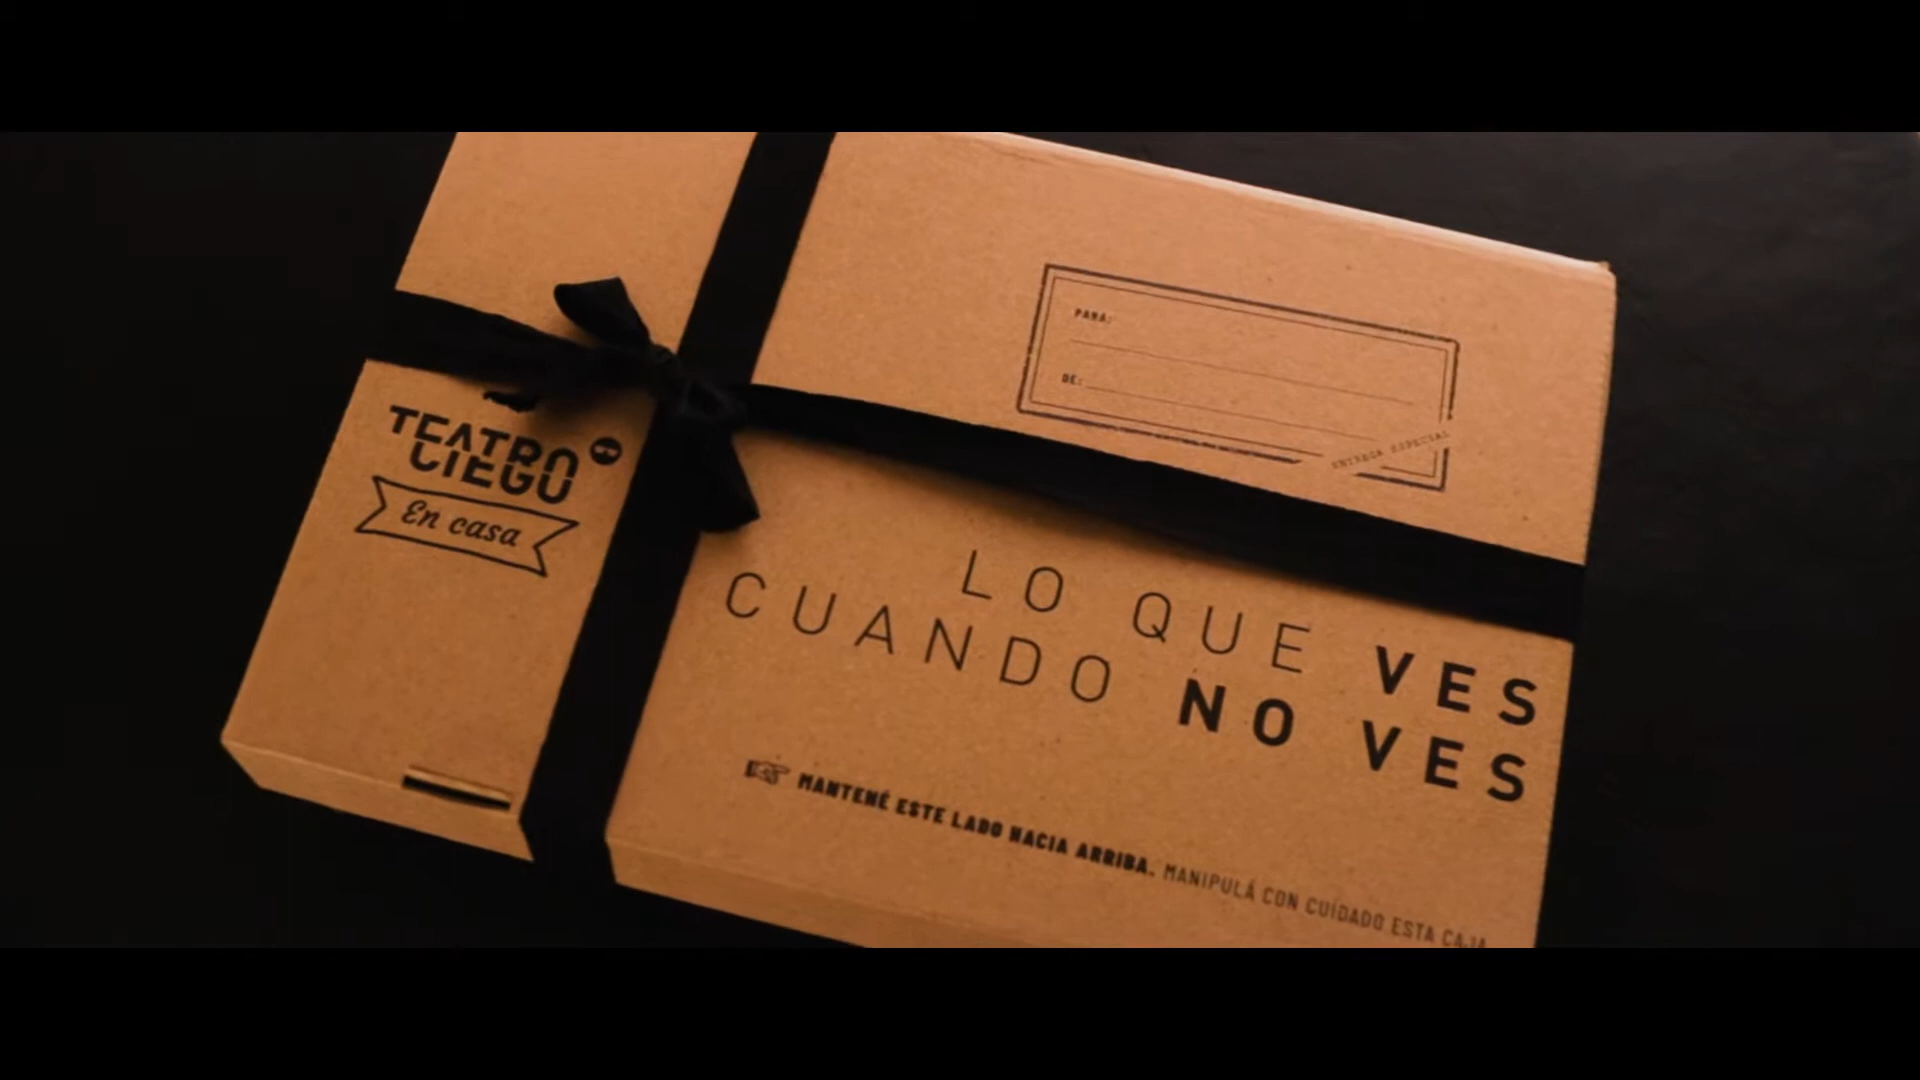 PARA:
DE:
ENTREGA ESPECIAL
TEATRO
CIEGO
En casa
LO QUE VES
CUANDO NO VES
MANTENÉ ESTE LADO HACIA ARRIBA. MANIPULÁ CON CUIDADO ESTA CAJA